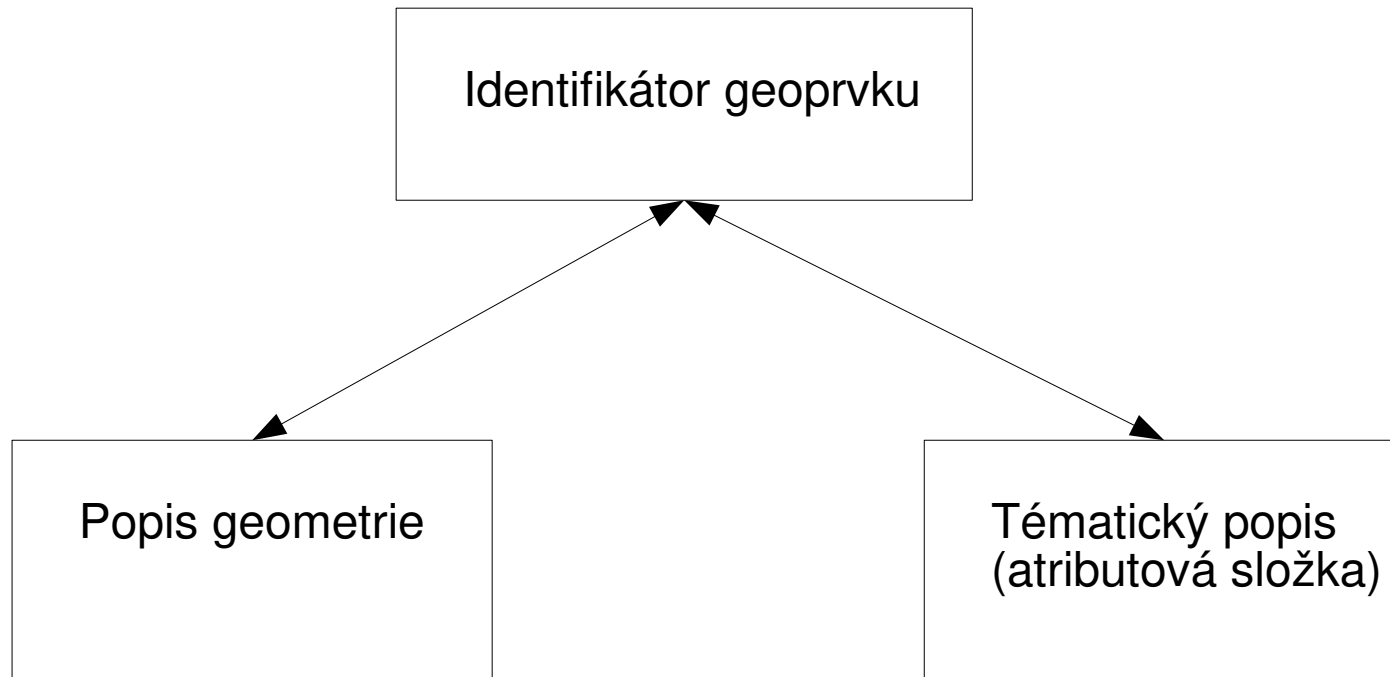 Identifikátor geoprvku
Popis geometrie
Tématický popis
(atributová složka)